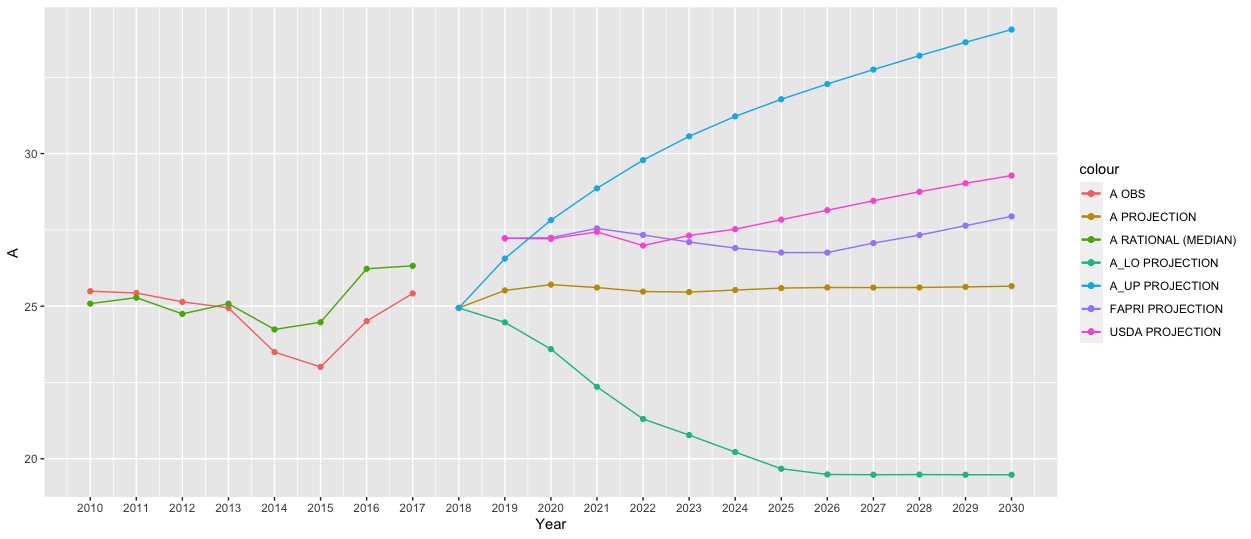 30
25
20
A
2010 2011 2012 2013 2014 2015 2016 2017 2018 2019 2020 2021 2022 2023 2024 2025 2026 2027 2028 2029 2030
Year
colour
A OBS
A PROJECTION
A RATIONAL (MEDIAN)
A_LO PROJECTION
A_UP PROJECTION
FAPRI PROJECTION
USDA PROJECTION